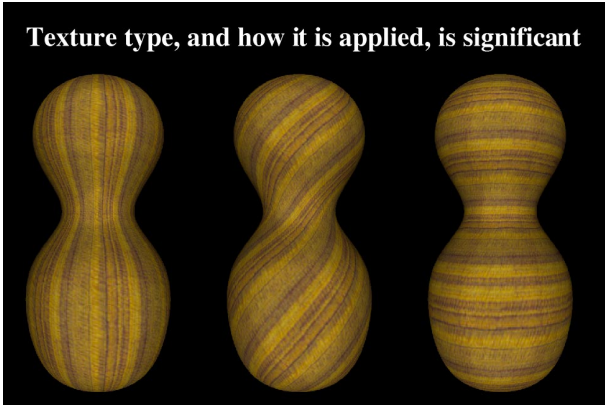 Texture type, and how it is applied, is significant